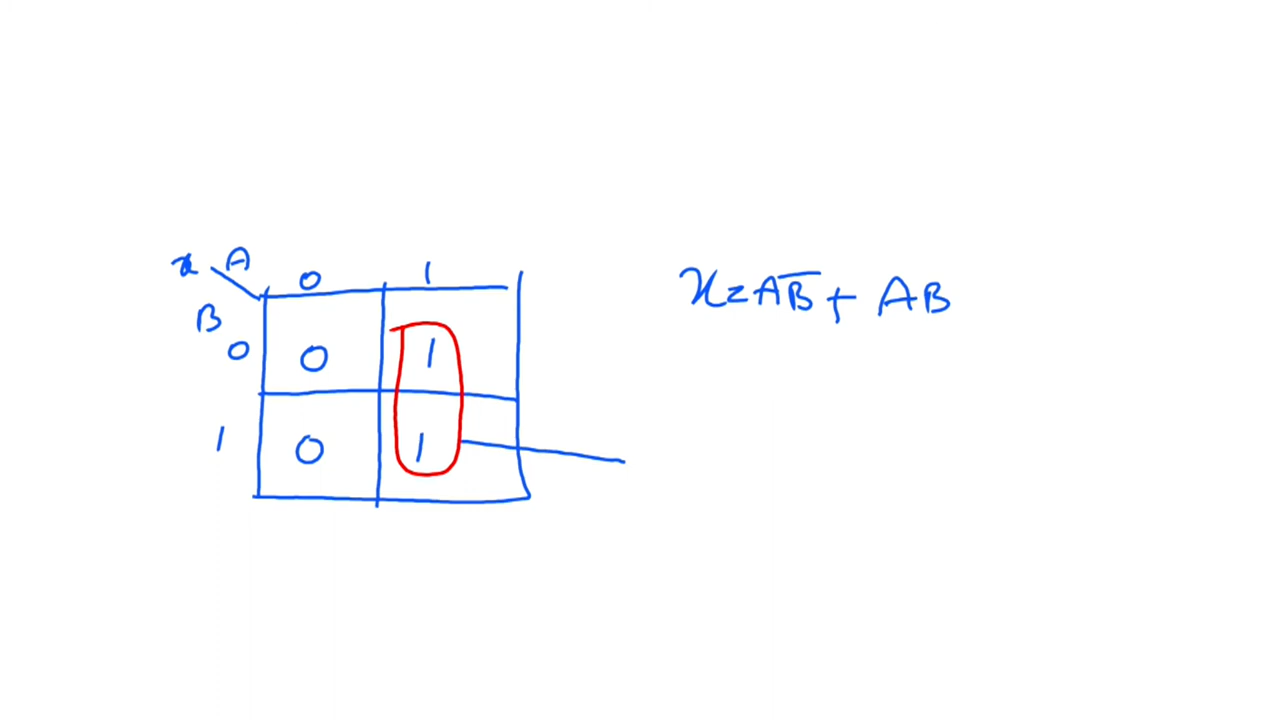 x A 0 1
B
0 0 1
1 0 1
x = AB̅ + AB